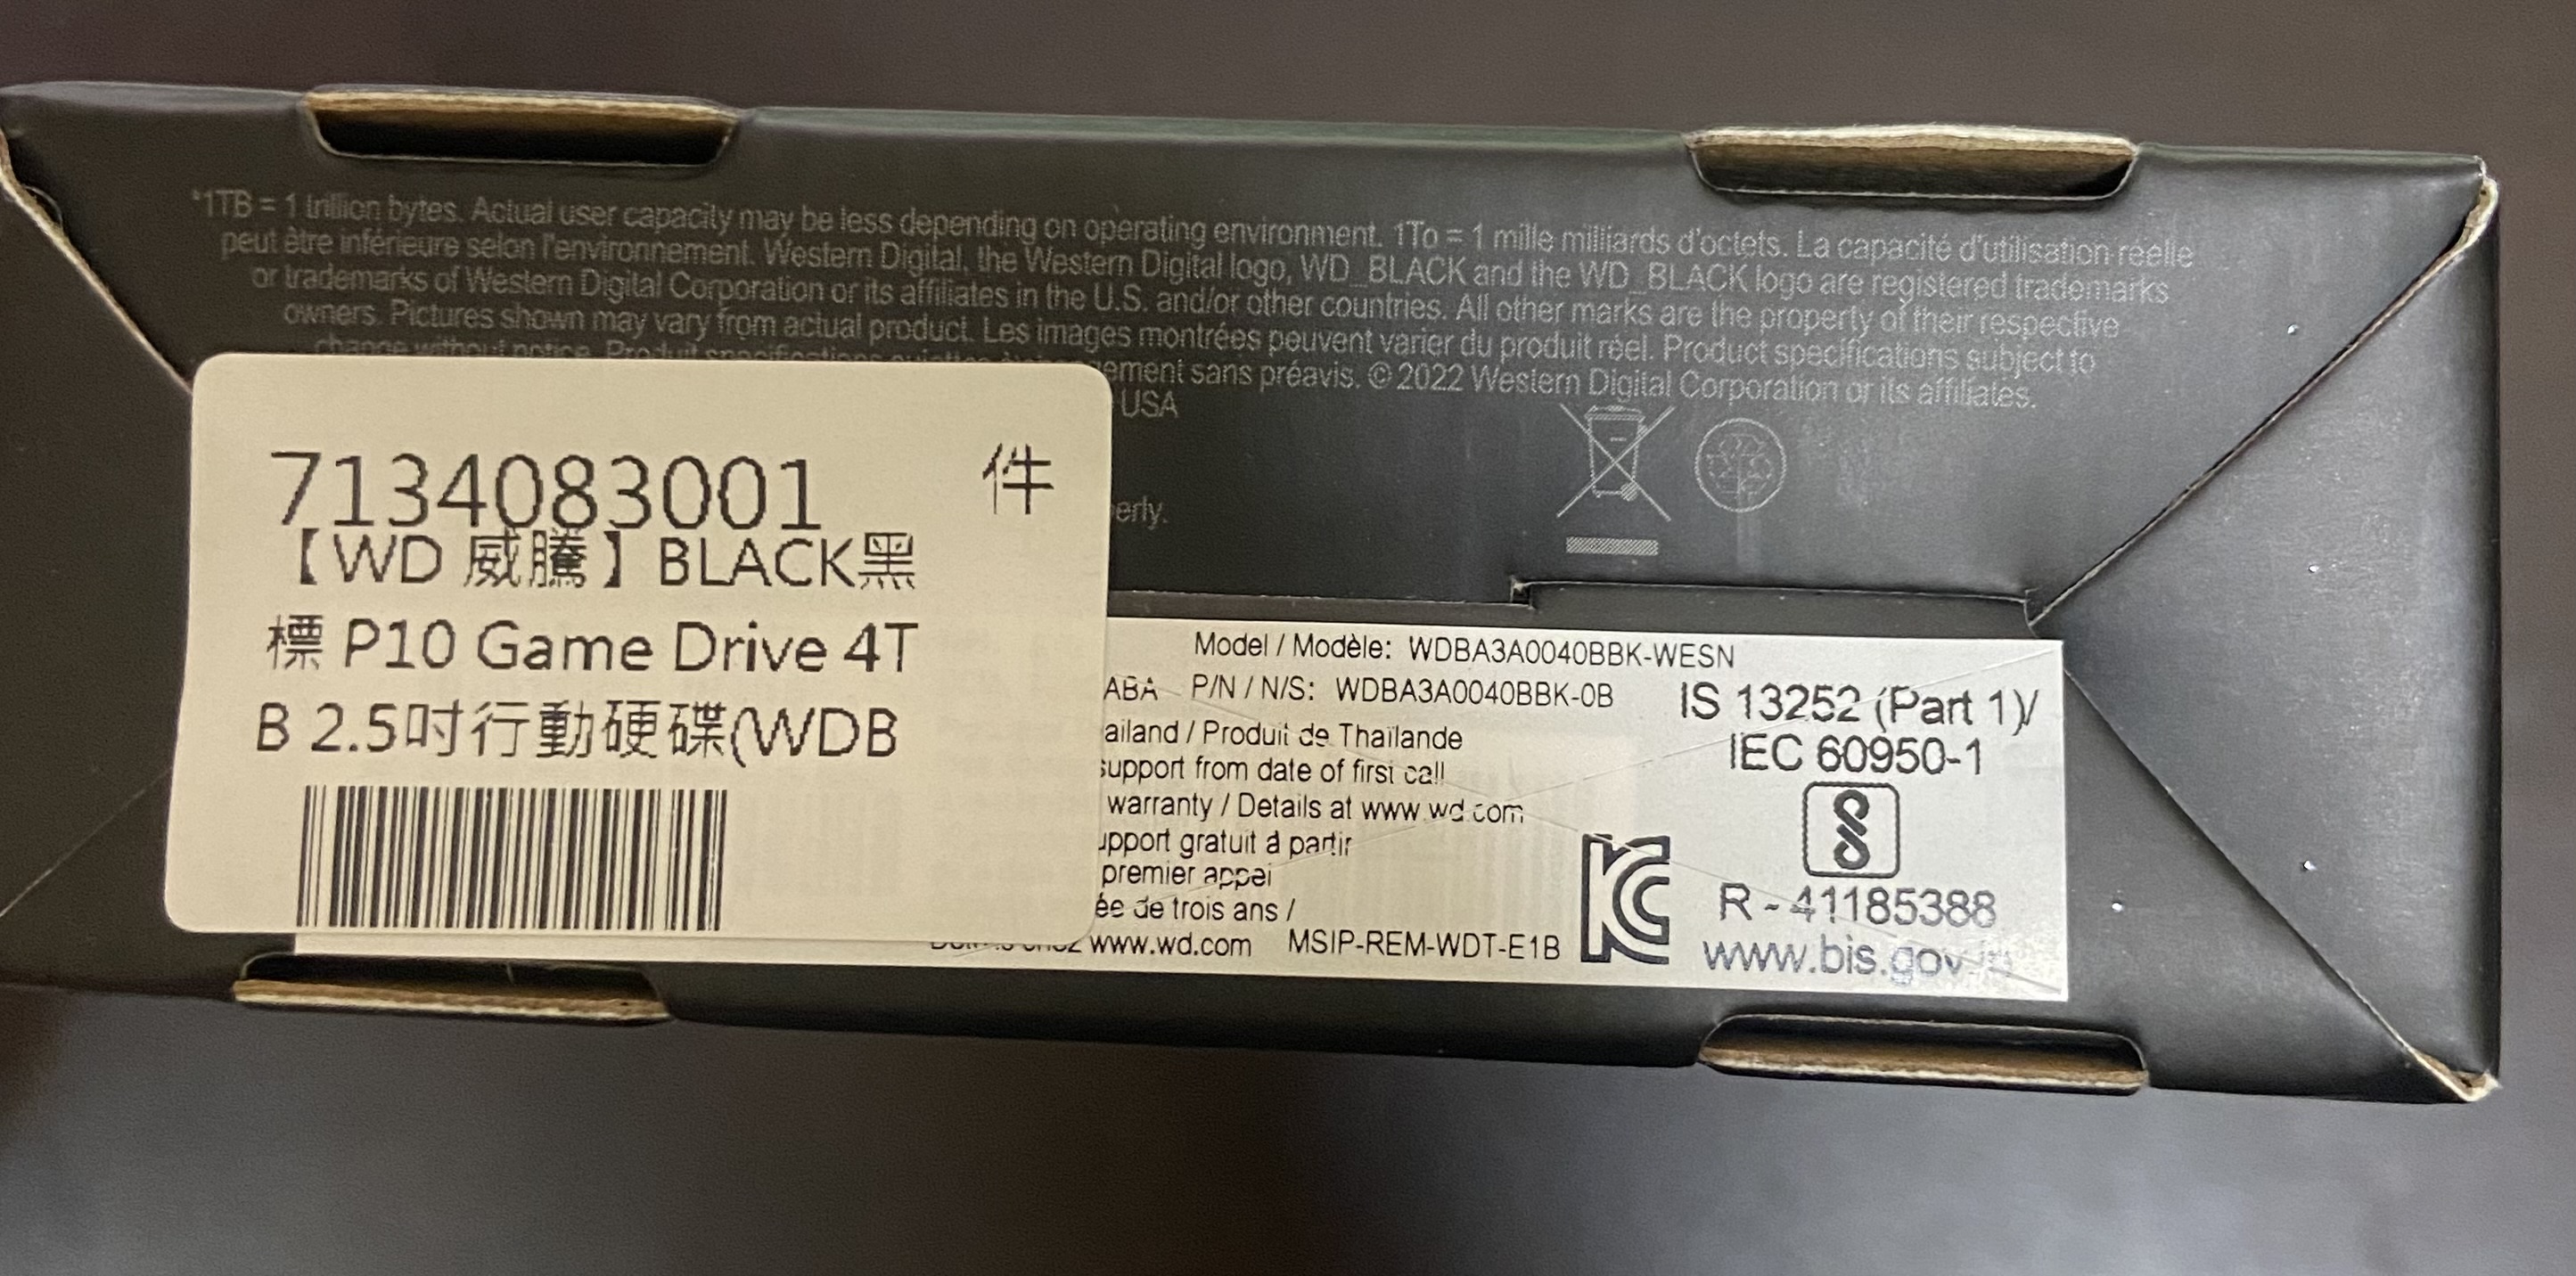 *1TB = 1 trillion bytes. Actual user capacity may be less depending on operating environment. 1To = 1 mille milliards d'octets. La capacité d'utilisation réelle
peut être inférieure selon l'environnement. Western Digital, the Western Digital logo, WD_BLACK and the WD_BLACK logo are registered trademarks
or trademarks of Western Digital Corporation or its affiliates in the U.S. and/or other countries. All other marks are the property of their respective
owners. Pictures shown may vary from actual product. Les images montrées peuvent varier du produit réel. Product specifications subject to
change without notice. Produit spécifications sujettes ement sans préavis. © 2022 Western Digital Corporation or its affiliates.
USA
erly.
7134083001 件
【WD 威騰】BLACK黑
標 P10 Game Drive 4T
B 2.5吋行動硬碟(WDB
Model / Modèle: WDBA3A0040BBK-WESN
ABA P/N / N/S: WDBA3A0040BBK-0B
ailand / Produit de Thaïlande
support from date of first call
warranty / Details at www.wd.com
upport gratuit à partir
premier appel
ée de trois ans /
chez www.wd.com MSIP-REM-WDT-E1B
IS 13252 (Part 1)/
IEC 60950-1
R - 41185388
www.bis.gov.in